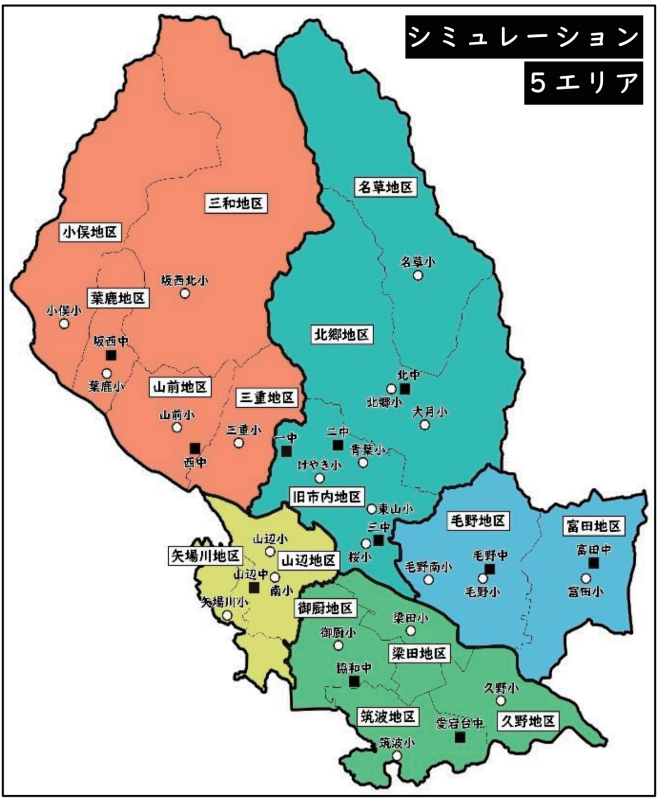 シミュレーション
5エリア
名草地区
三和地区
小俣地区
名草小
坂西北小
葉鹿地区
小俣小
北郷地区
坂西中
北中
葉鹿小
山前地区
三重地区
北郷小
大月小
山前小
三重小
一中
二中
青葉小
西中
けやき小
旧市内地区
東山小
毛野地区
富田地区
三中
山辺小
桜小
矢場川地区
山辺地区
毛野南小
毛野中
富田中
山辺中
南小
毛野小
富田小
矢場川小
御厨地区
梁田小
御厨小
梁田地区
協和中
久野小
筑波地区
愛宕台中
久野地区
筑波小